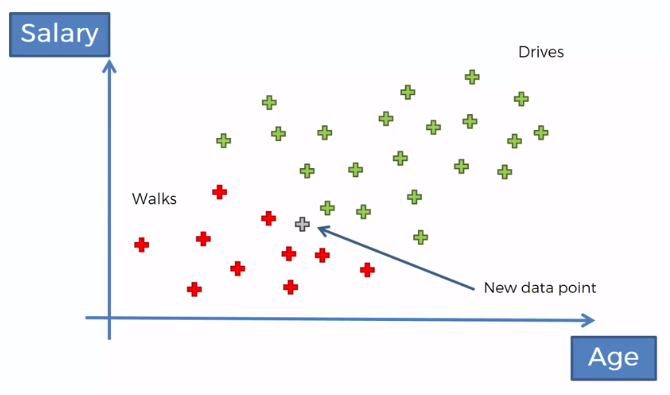 Salary
Drives
Walks
New data point
Age